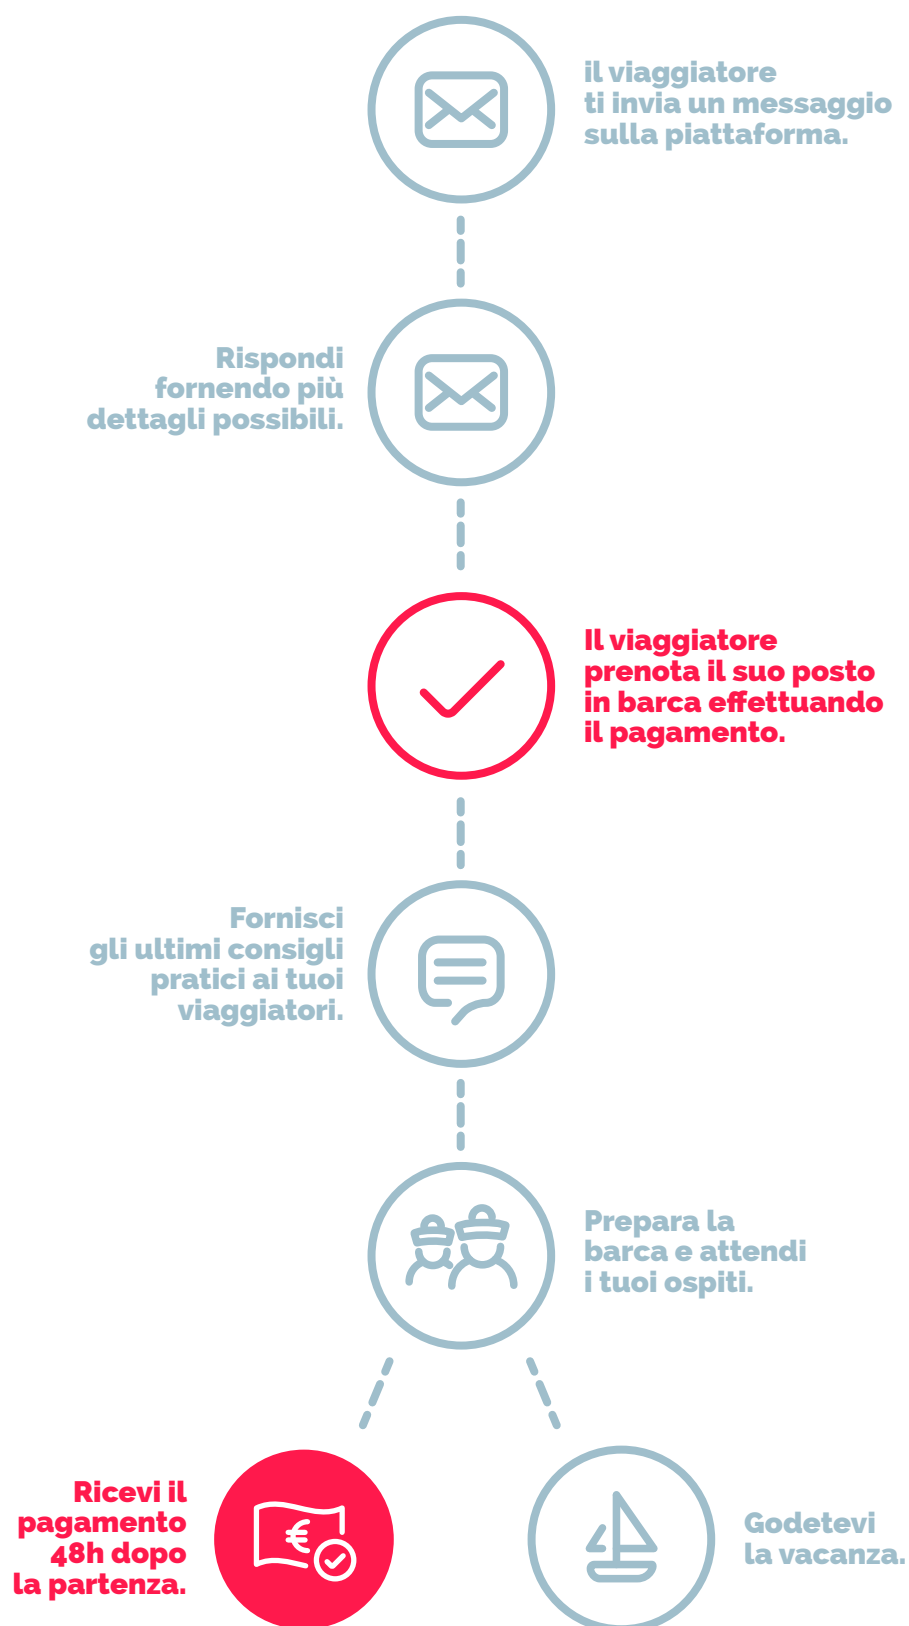 il viaggiatore
ti invia un messaggio
sulla piattaforma.
Rispondi
fornendo più
dettagli possibili.
Il viaggiatore
prenota il suo posto
in barca effettuando
il pagamento.
Fornisci
gli ultimi consigli
pratici ai tuoi
viaggiatori.
Prepara la
barca e attendi
i tuoi ospiti.
Ricevi il
pagamento
48h dopo
la partenza.
€
Godetevi
la vacanza.